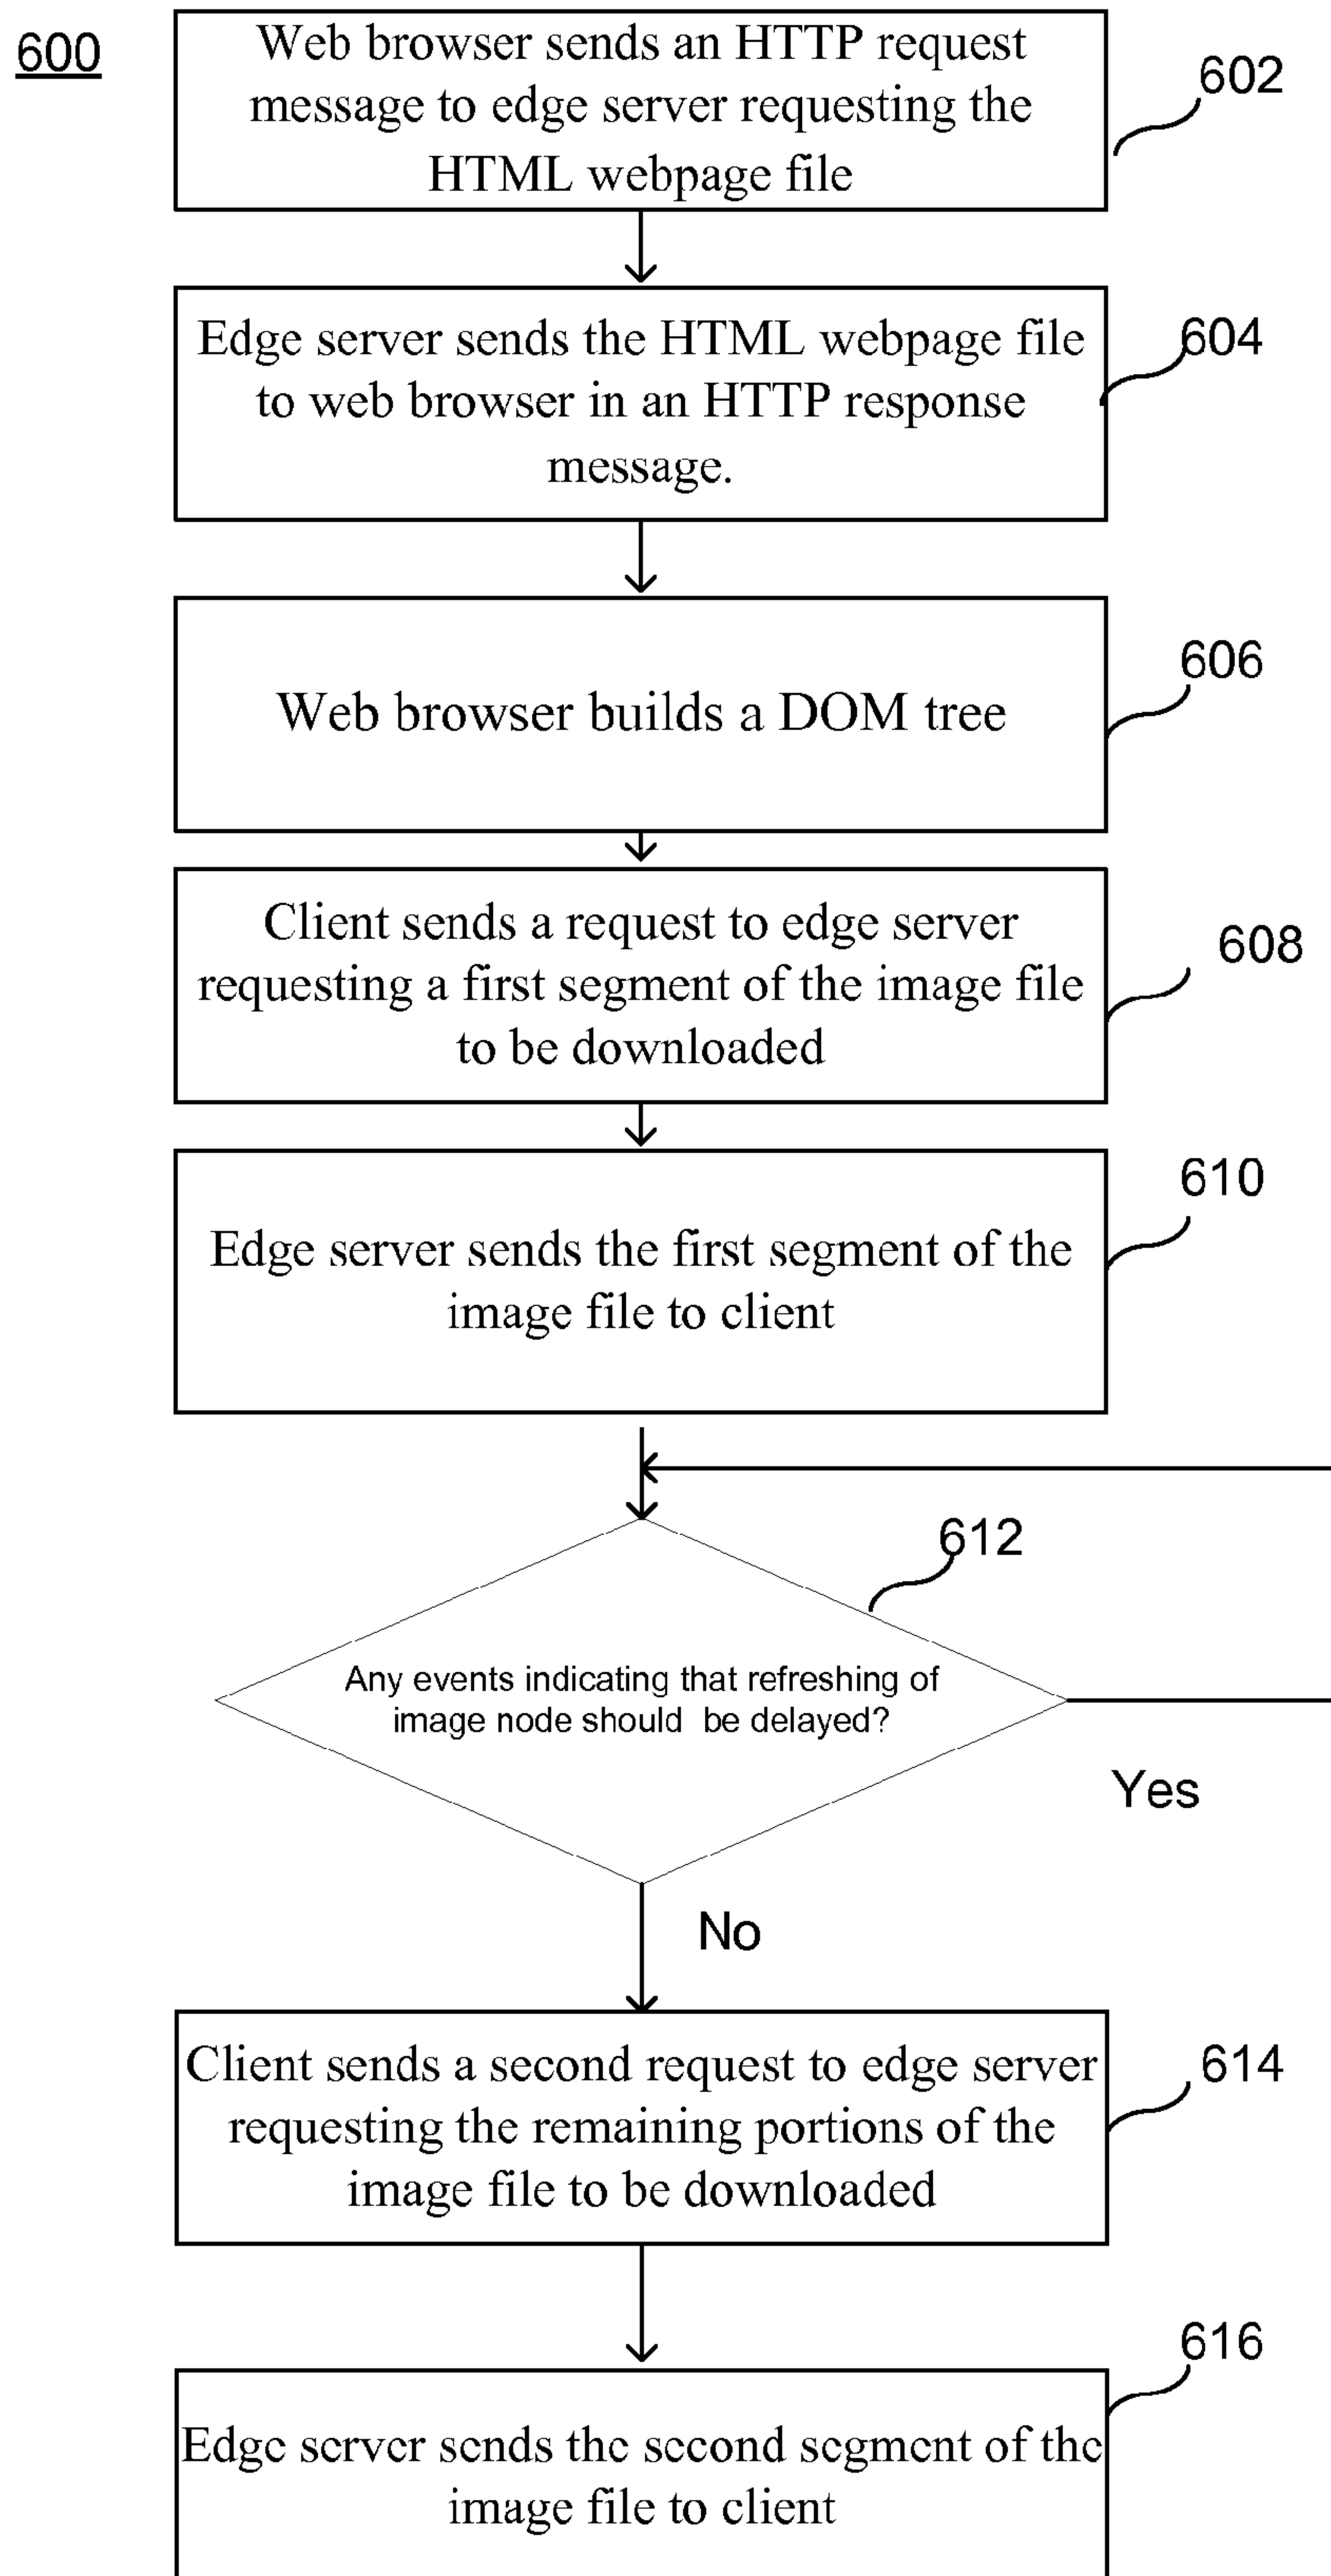 600
Web browser sends an HTTP request
message to edge server requesting the
HTML webpage file
602
Edge server sends the HTML webpage file
to web browser in an HTTP response
message.
604
Web browser builds a DOM tree
606
Client sends a request to edge server
requesting a first segment of the image file
to be downloaded
608
Edge server sends the first segment of the
image file to client
610
612
Any events indicating that refreshing of
image node should be delayed?
Yes
No
Client sends a second request to edge server
requesting the remaining portions of the
image file to be downloaded
614
Edge server sends the second segment of the
image file to client
616